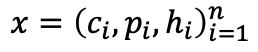 x = (c_i, p_i, h_i)_{i=1}^{n}